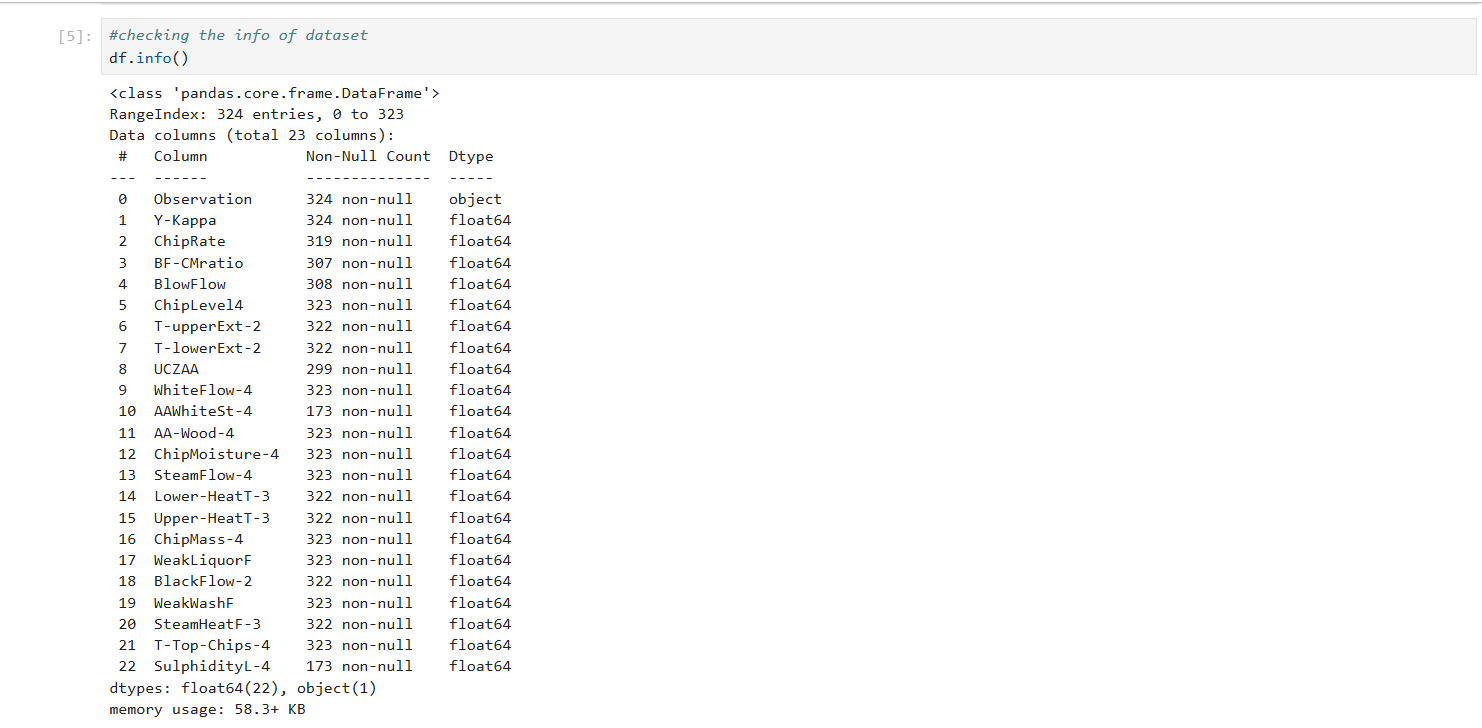 [5]: #checking the info of dataset
df.info()
<class 'pandas.core.frame.DataFrame'>
RangeIndex: 324 entries, 0 to 323
Data columns (total 23 columns):
 #   Column          Non-Null Count  Dtype
---  ------          --------------  -----
 0   Observation     324 non-null    object
 1   Y-Kappa         324 non-null    float64
 2   ChipRate        319 non-null    float64
 3   BF-CMratio      307 non-null    float64
 4   BlowFlow        308 non-null    float64
 5   ChipLevel4      323 non-null    float64
 6   T-upperExt-2    322 non-null    float64
 7   T-lowerExt-2    322 non-null    float64
 8   UCZAA           299 non-null    float64
 9   WhiteFlow-4     323 non-null    float64
 10  AAWhiteSt-4     173 non-null    float64
 11  AA-Wood-4       323 non-null    float64
 12  ChipMoisture-4  323 non-null    float64
 13  SteamFlow-4     323 non-null    float64
 14  Lower-HeatT-3   322 non-null    float64
 15  Upper-HeatT-3   322 non-null    float64
 16  ChipMass-4      323 non-null    float64
 17  WeakLiquorF     323 non-null    float64
 18  BlackFlow-2     322 non-null    float64
 19  WeakWashF       323 non-null    float64
 20  SteamHeatF-3    322 non-null    float64
 21  T-Top-Chips-4   323 non-null    float64
 22  SulphidityL-4   173 non-null    float64
dtypes: float64(22), object(1)
memory usage: 58.3+ KB